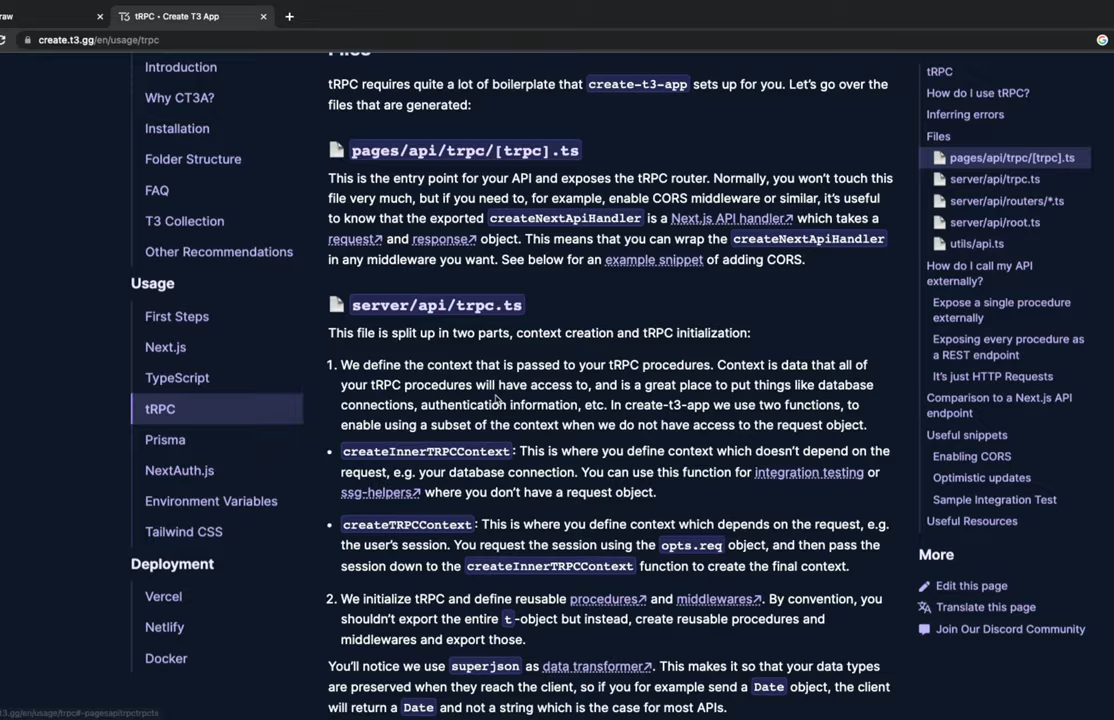 raw
tRPC • Create T3 App
create.t3.gg/en/usage/trpc
Introduction
Why CT3A?
Installation
Folder Structure
FAQ
T3 Collection
Other Recommendations
Usage
First Steps
Next.js
TypeScript
tRPC
Prisma
NextAuth.js
Environment Variables
Tailwind CSS
Deployment
Vercel
Netlify
Docker
t3.gg/en/usage/trpc#-pagesapitrpctrpcts
Files
tRPC requires quite a lot of boilerplate that create-t3-app sets up for you. Let's go over the
files that are generated:
pages/api/trpc/[trpc].ts
This is the entry point for your API and exposes the tRPC router. Normally, you won't touch this
file very much, but if you need to, for example, enable CORS middleware or similar, it's useful
to know that the exported createNextApiHandler is a Next.js API handler↗ which takes a
request↗ and response↗ object. This means that you can wrap the createNextApiHandler
in any middleware you want. See below for an example snippet of adding CORS.
server/api/trpc.ts
This file is split up in two parts, context creation and tRPC initialization:
1. We define the context that is passed to your tRPC procedures. Context is data that all of
your tRPC procedures will have access to, and is a great place to put things like database
connections, authentication information, etc. In create-t3-app we use two functions, to
enable using a subset of the context when we do not have access to the request object.
• createInnerTRPCContext: This is where you define context which doesn't depend on the
request, e.g. your database connection. You can use this function for integration testing or
ssg-helpers↗ where you don't have a request object.
• createTRPCContext: This is where you define context which depends on the request, e.g.
the user's session. You request the session using the opts.req object, and then pass the
session down to the createInnerTRPCContext function to create the final context.
2. We initialize tRPC and define reusable procedures↗ and middlewares↗. By convention, you
shouldn't export the entire t-object but instead, create reusable procedures and
middlewares and export those.
You'll notice we use superjson as data transformer↗. This makes it so that your data types
are preserved when they reach the client, so if you for example send a Date object, the client
will return a Date and not a string which is the case for most APIs.
tRPC
How do I use tRPC?
Inferring errors
Files
pages/api/trpc/[trpc].ts
server/api/trpc.ts
server/api/routers/*.ts
server/api/root.ts
utils/api.ts
How do I call my API
externally?
Expose a single procedure
externally
Exposing every procedure as
a REST endpoint
It's just HTTP Requests
Comparison to a Next.js API
endpoint
Useful snippets
Enabling CORS
Optimistic updates
Sample Integration Test
Useful Resources
More
Edit this page
Translate this page
Join Our Discord Community